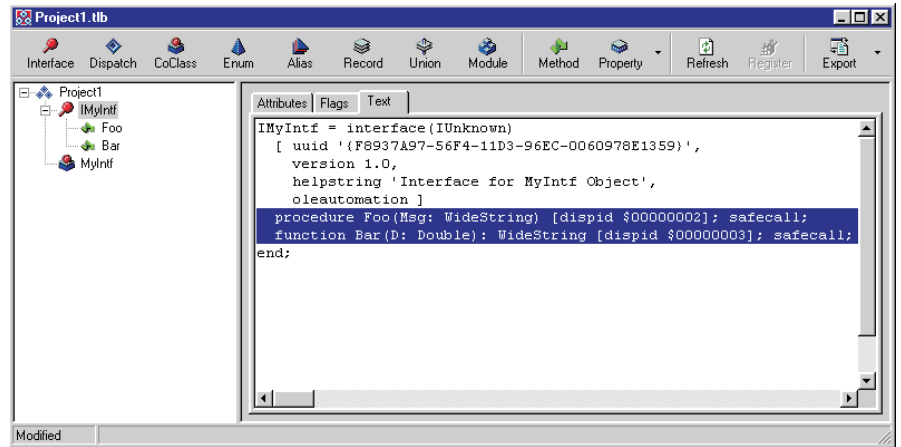 Project1.tlb
Interface Dispatch CoClass Enum Alias Record Union Module Method Property Refresh Register Export
Project1
IMyIntf
Foo
Bar
MyIntf
Attributes Flags Text
IMyIntf = interface(IUnknown)
[ uuid '{F8937A97-56F4-11D3-96EC-0060978E1359}',
version 1.0,
helpstring 'Interface for MyIntf Object',
oleautomation ]
procedure Foo(Msg: WideString) [dispid $00000002]; safecall;
function Bar(D: Double): WideString [dispid $00000003]; safecall;
end;
Modified